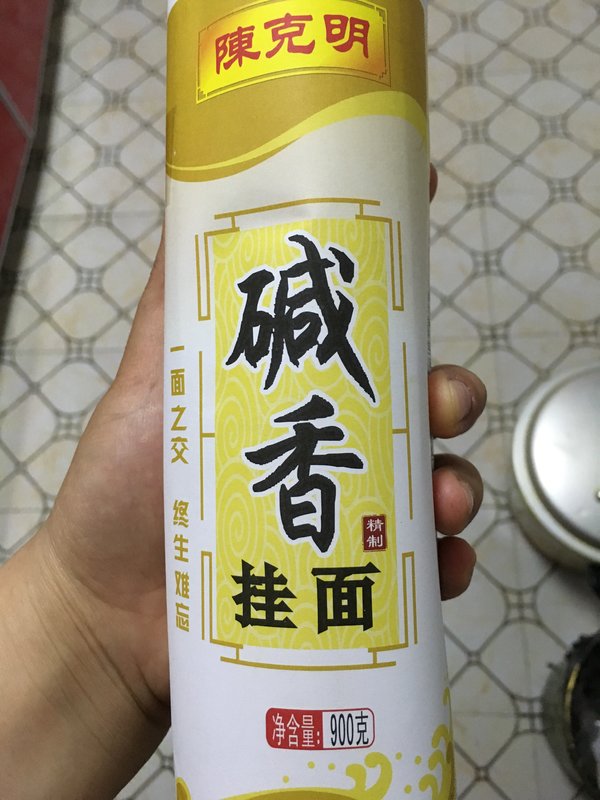 陳克明
碱香
精制
挂面
一面之交 终生难忘
净含量: 900克